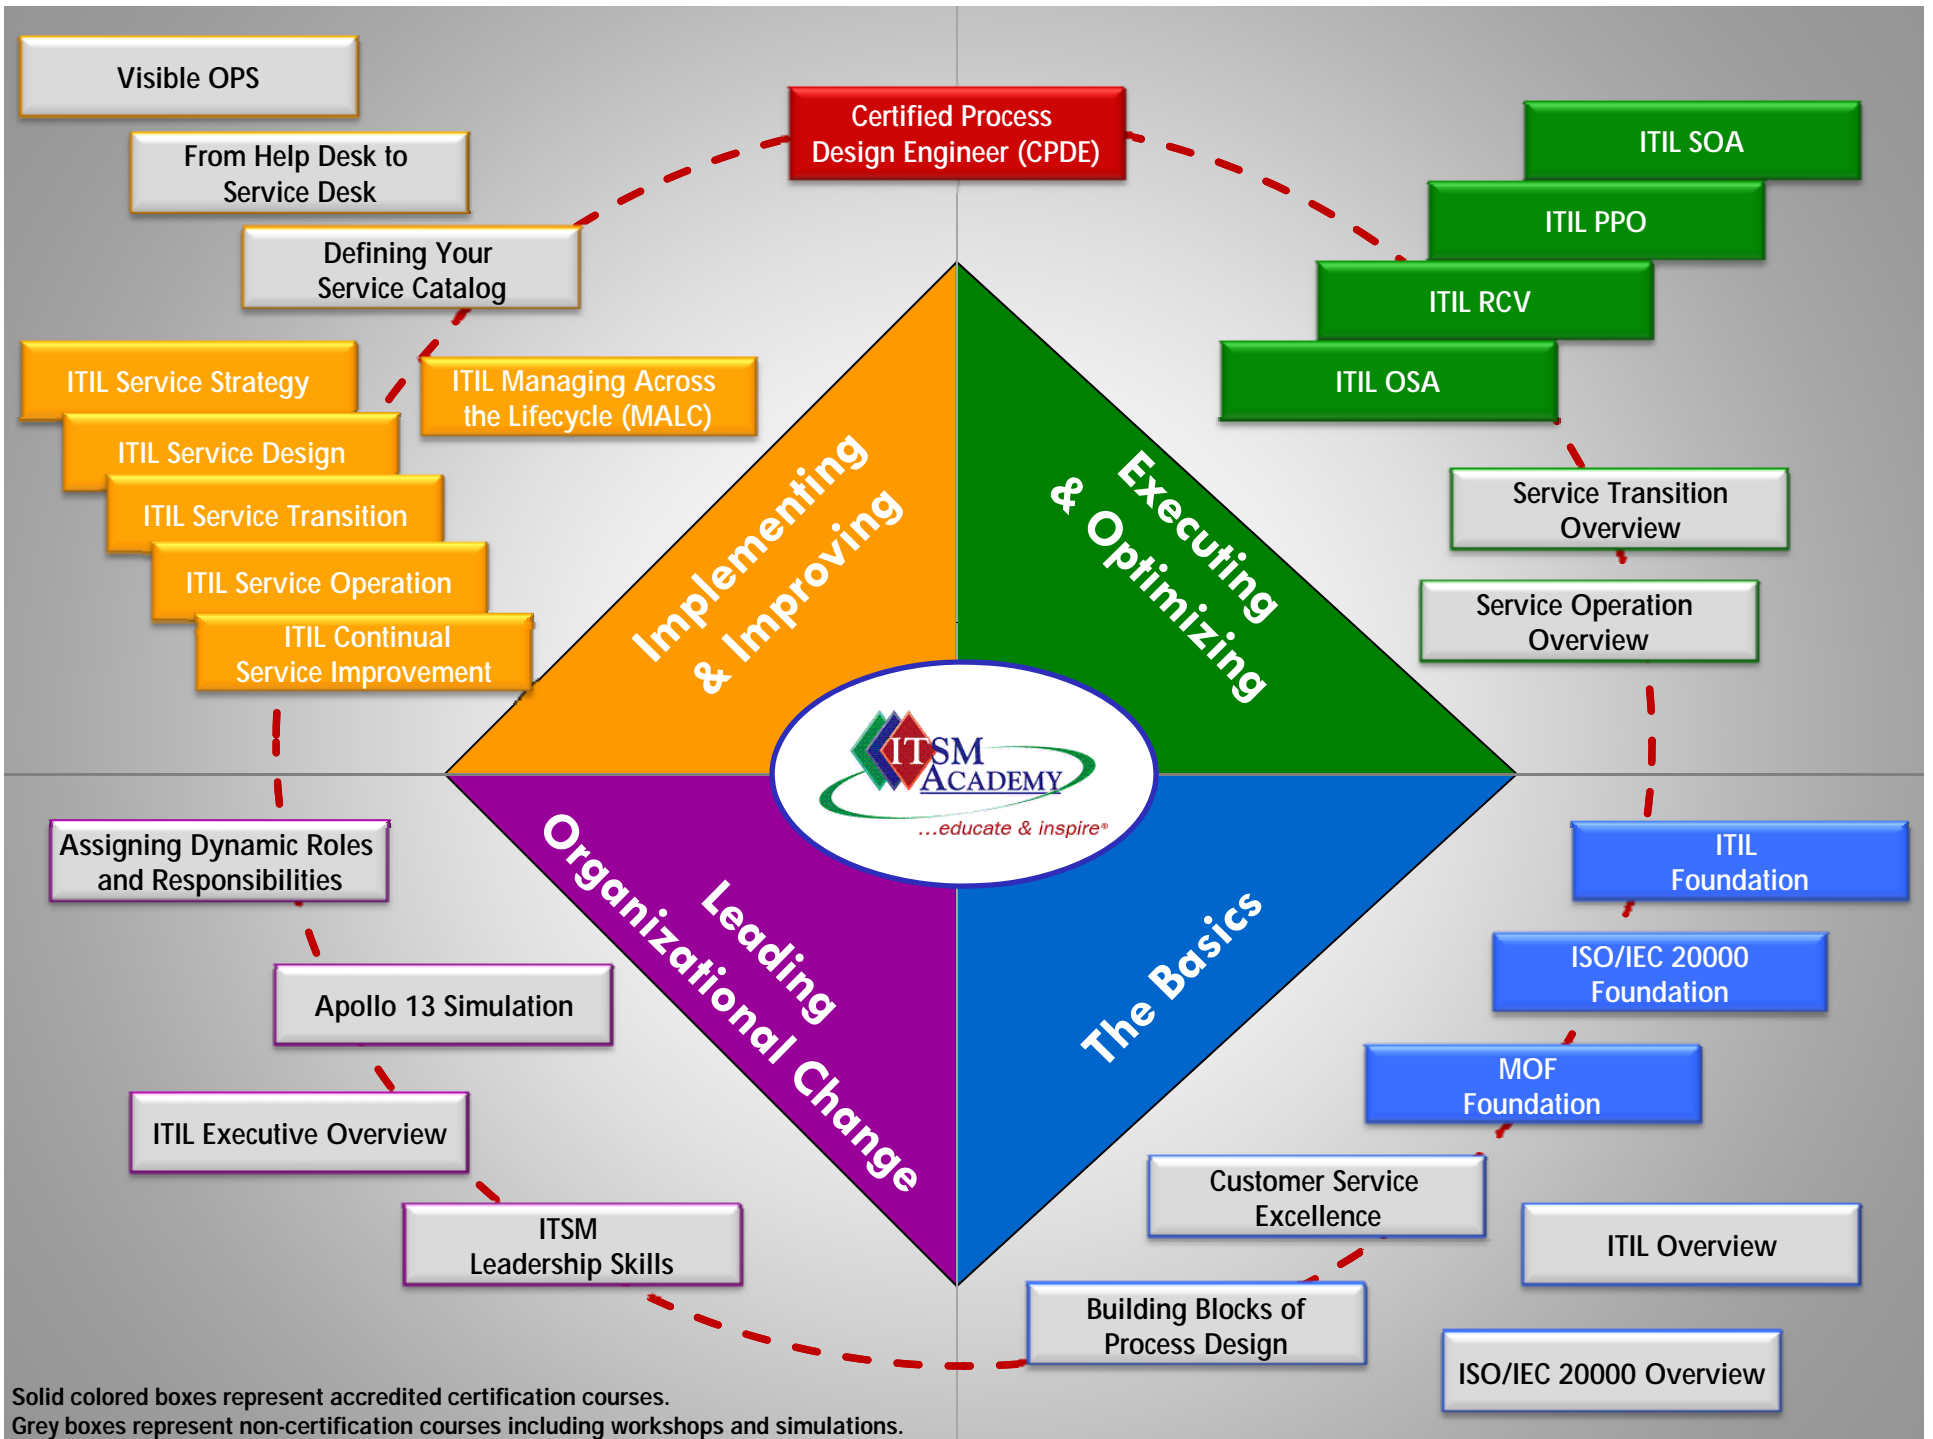 Visible OPS
From Help Desk to
Service Desk
Defining Your
Service Catalog
Certified Process
Design Engineer (CPDE)
ITIL SOA
ITIL PPO
ITIL RCV
ITIL OSA
ITIL Service Strategy
ITIL Managing Across
the Lifecycle (MALC)
ITIL Service Design
ITIL Service Transition
ITIL Service Operation
ITIL Continual
Service Improvement
Implementing
& Improving
Executing
& Optimizing
Service Transition
Overview
Service Operation
Overview
ITSM
ACADEMY
...educate & inspire®
Leading
Organizational Change
The Basics
Assigning Dynamic Roles
and Responsibilities
Apollo 13 Simulation
ITIL Executive Overview
ITSM
Leadership Skills
ITIL
Foundation
ISO/IEC 20000
Foundation
MOF
Foundation
Customer Service
Excellence
ITIL Overview
Building Blocks of
Process Design
ISO/IEC 20000 Overview
Solid colored boxes represent accredited certification courses.
Grey boxes represent non-certification courses including workshops and simulations.